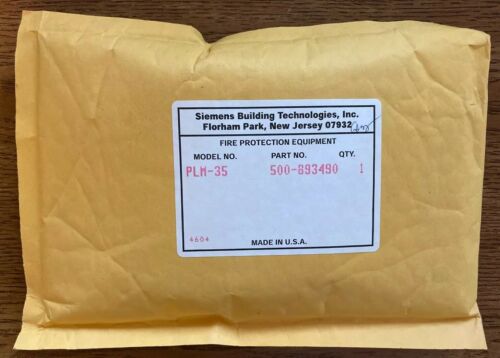 Siemens Building Technologies, Inc.
Florham Park, New Jersey 07932
FIRE PROTECTION EQUIPMENT
MODEL NO. PART NO. QTY.
PLM-35 500-893490 1
4604
MADE IN U.S.A.